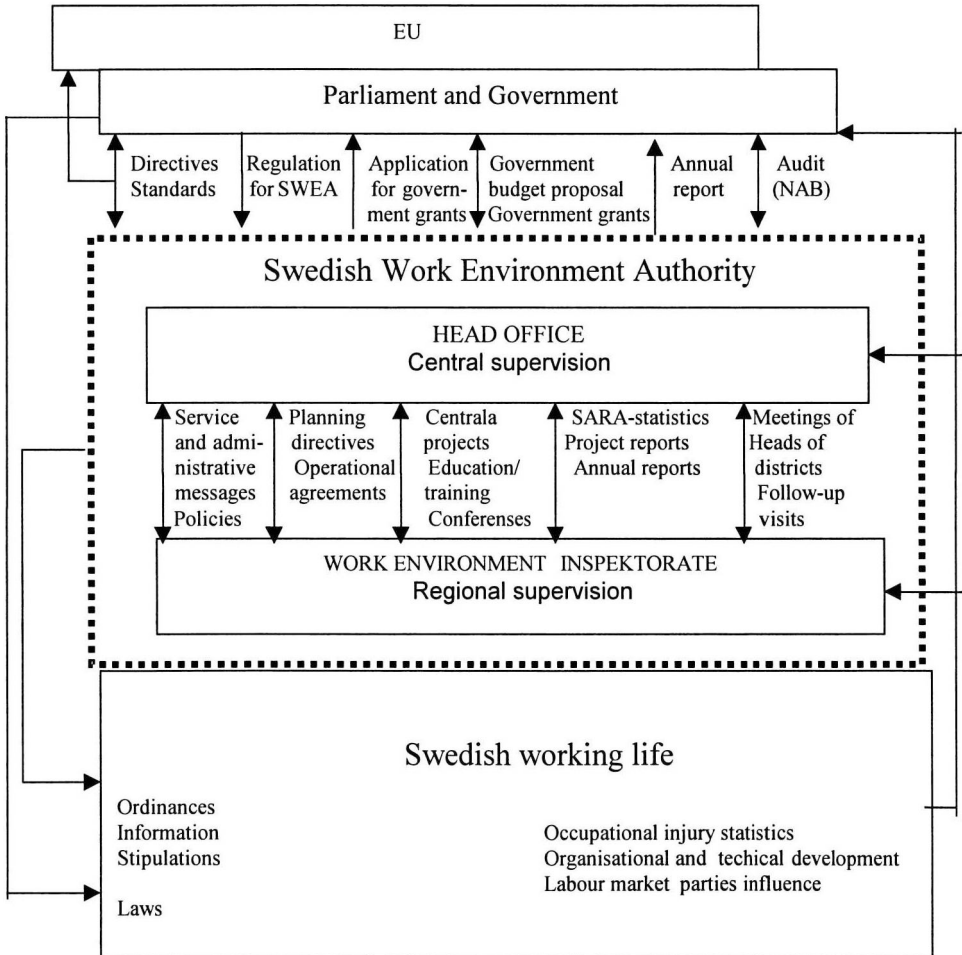 EU
Parliament and Government
Directives
Standards
Regulation
for SWEA
Application
for govern-
ment grants
Government
budget proposal
Government grants
Annual
report
Audit
(NAB)
Swedish Work Environment Authority
HEAD OFFICE
Central supervision
Service
and admi-
nistrative
messages
Policies
Planning
directives
Operational
agreements
Centrala
projects
Education/
training
Conferenses
SARA-statistics
Project reports
Annual reports
Meetings of
Heads of
districts
Follow-up
visits
WORK ENVIRONMENT INSPEKTORATE
Regional supervision
Swedish working life
Ordinances
Information
Stipulations
Laws
Occupational injury statistics
Organisational and techical development
Labour market parties influence